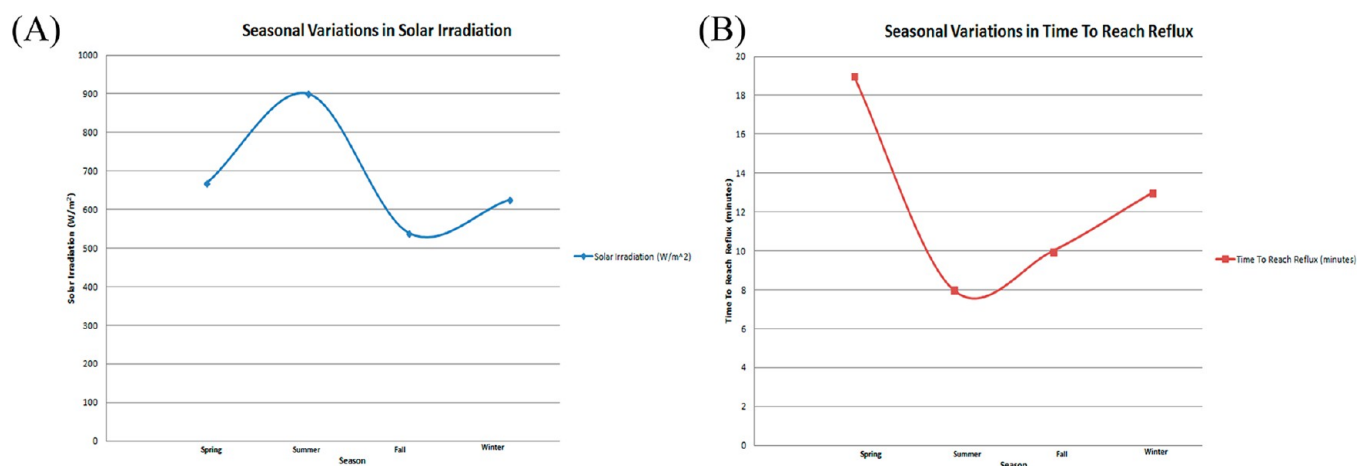 (A)
Seasonal Variations in Solar Irradiation
1000
900
800
700
600
500
400
300
200
100
0
Solar Irradiation (W/m²)
Spring Summer Fall Winter
Season
Solar Irradiation (W/m^2)
(B)
Seasonal Variations in Time To Reach Reflux
20
18
16
14
12
10
8
6
4
2
0
Time To Reach Reflux (minutes)
Spring Summer Fall Winter
Season
Time To Reach Reflux (minutes)